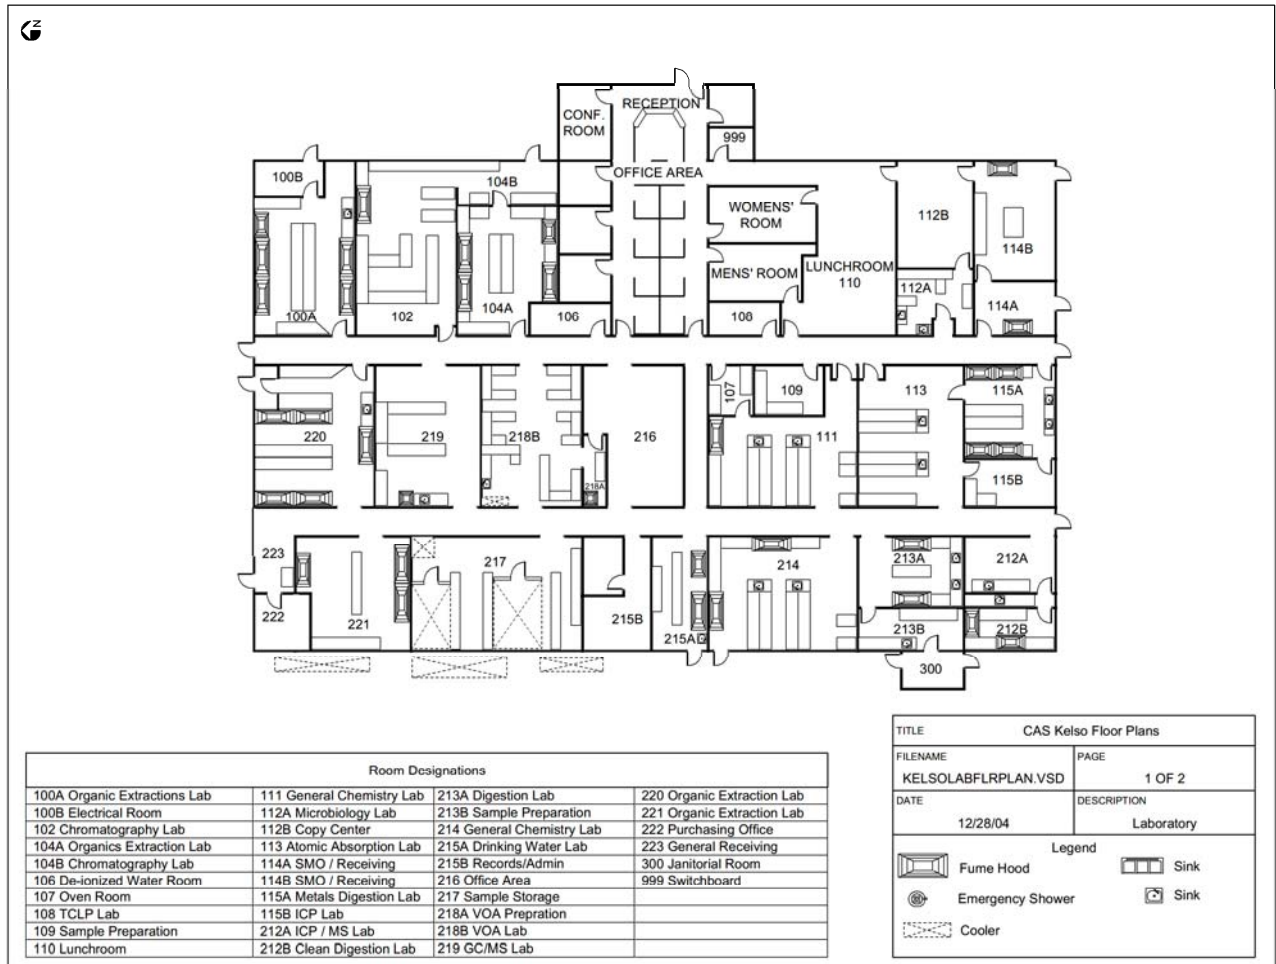 N
RECEPTION
CONF.
ROOM
999
OFFICE AREA
100B
104B
WOMENS'
ROOM
112B
114B
MENS' ROOM
LUNCHROOM
110
112A
114A
100A
102
104A
106
108
107
109
113
115A
220
219
218B
216
111
218A
115B
223
217
214
213A
212A
222
221
215B
215A
213B
212B
300
TITLE CAS Kelso Floor Plans
FILENAME PAGE
KELSOLABFLRPLAN.VSD 1 OF 2
DATE DESCRIPTION
12/28/04 Laboratory
Legend
Fume Hood Sink
Emergency Shower Sink
Cooler
Room Designations
100A Organic Extractions Lab 111 General Chemistry Lab 213A Digestion Lab 220 Organic Extraction Lab
100B Electrical Room 112A Microbiology Lab 213B Sample Preparation 221 Organic Extraction Lab
102 Chromatography Lab 112B Copy Center 214 General Chemistry Lab 222 Purchasing Office
104A Organics Extraction Lab 113 Atomic Absorption Lab 215A Drinking Water Lab 223 General Receiving
104B Chromatography Lab 114A SMO / Receiving 215B Records/Admin 300 Janitorial Room
106 De-ionized Water Room 114B SMO / Receiving 216 Office Area 999 Switchboard
107 Oven Room 115A Metals Digestion Lab 217 Sample Storage
108 TCLP Lab 115B ICP Lab 218A VOA Prepration
109 Sample Preparation 212A ICP / MS Lab 218B VOA Lab
110 Lunchroom 212B Clean Digestion Lab 219 GC/MS Lab